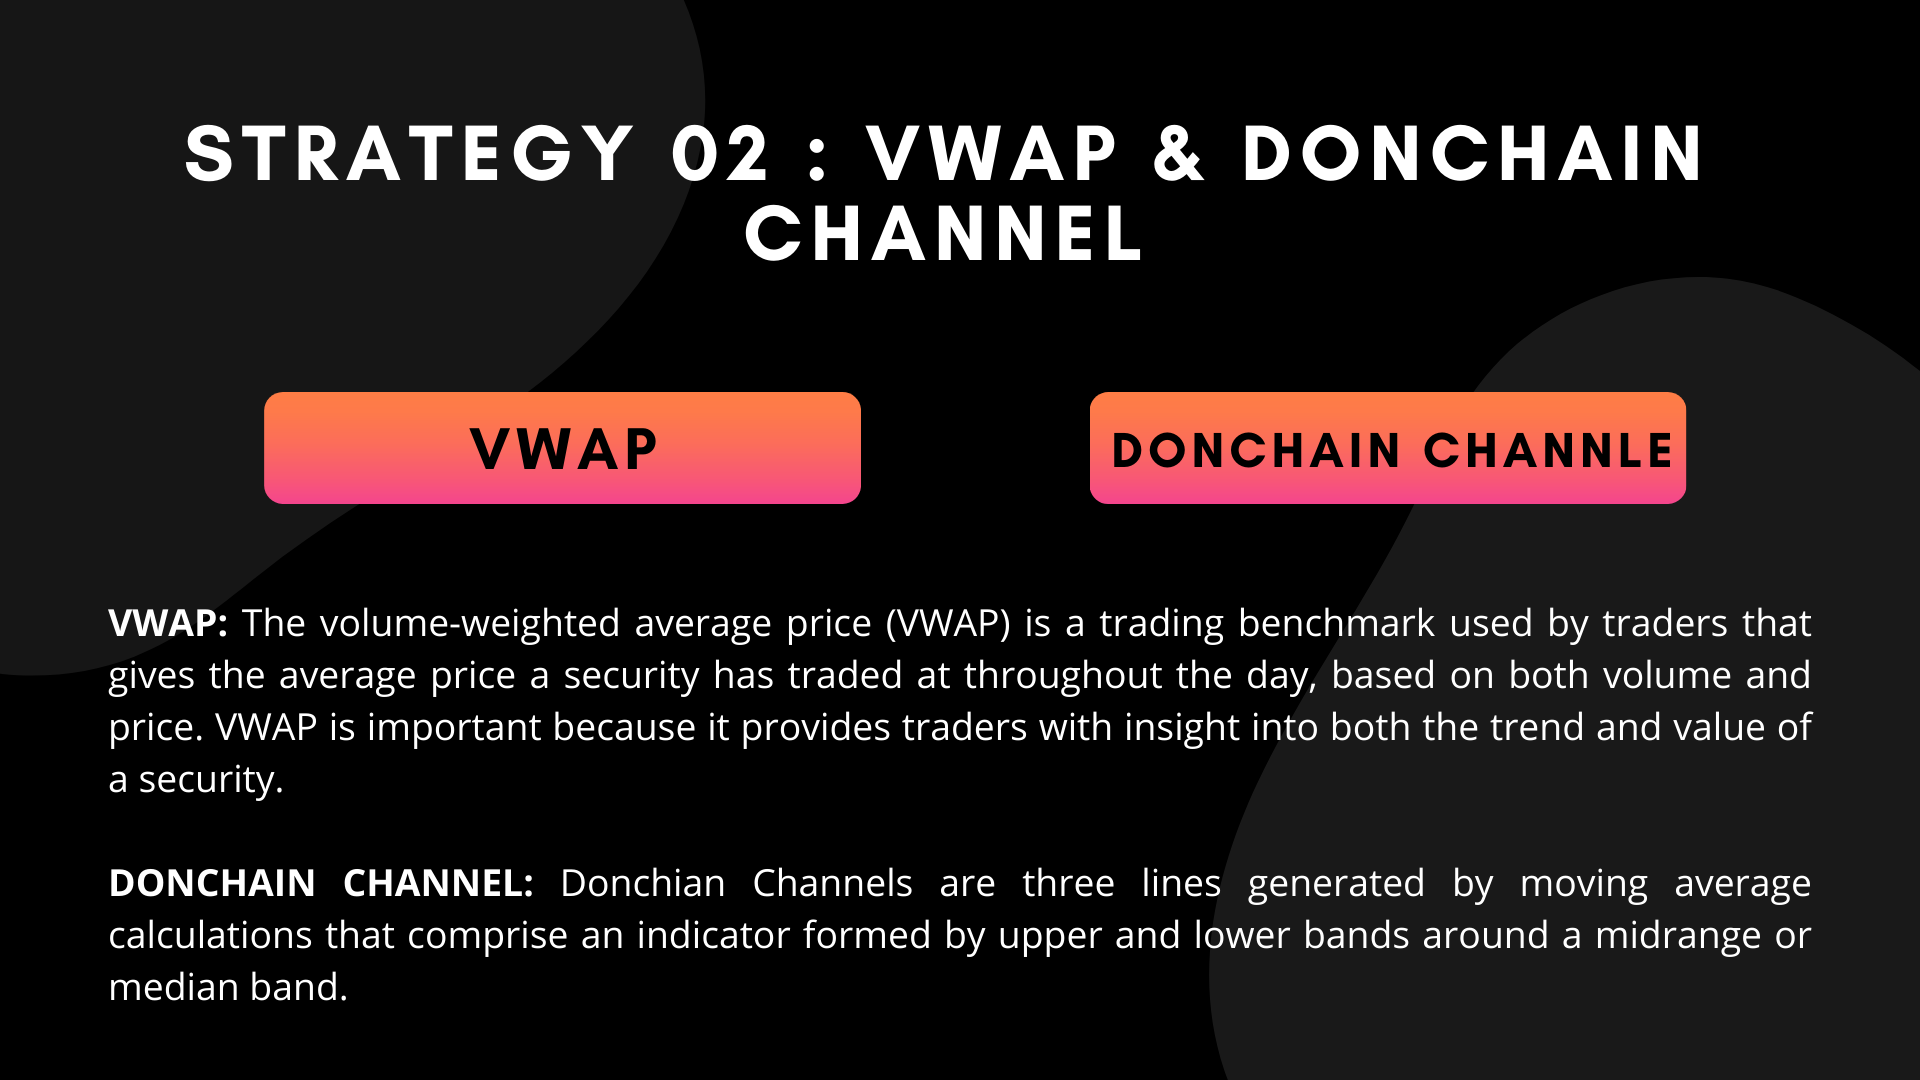 STRATEGY 02 : VWAP & DONCHAIN
CHANNEL
VWAP
DONCHAIN CHANNLE
VWAP: The volume-weighted average price (VWAP) is a trading benchmark used by traders that
gives the average price a security has traded at throughout the day, based on both volume and
price. VWAP is important because it provides traders with insight into both the trend and value of
a security.
DONCHAIN CHANNEL: Donchian Channels are three lines generated by moving average
calculations that comprise an indicator formed by upper and lower bands around a midrange or
median band.